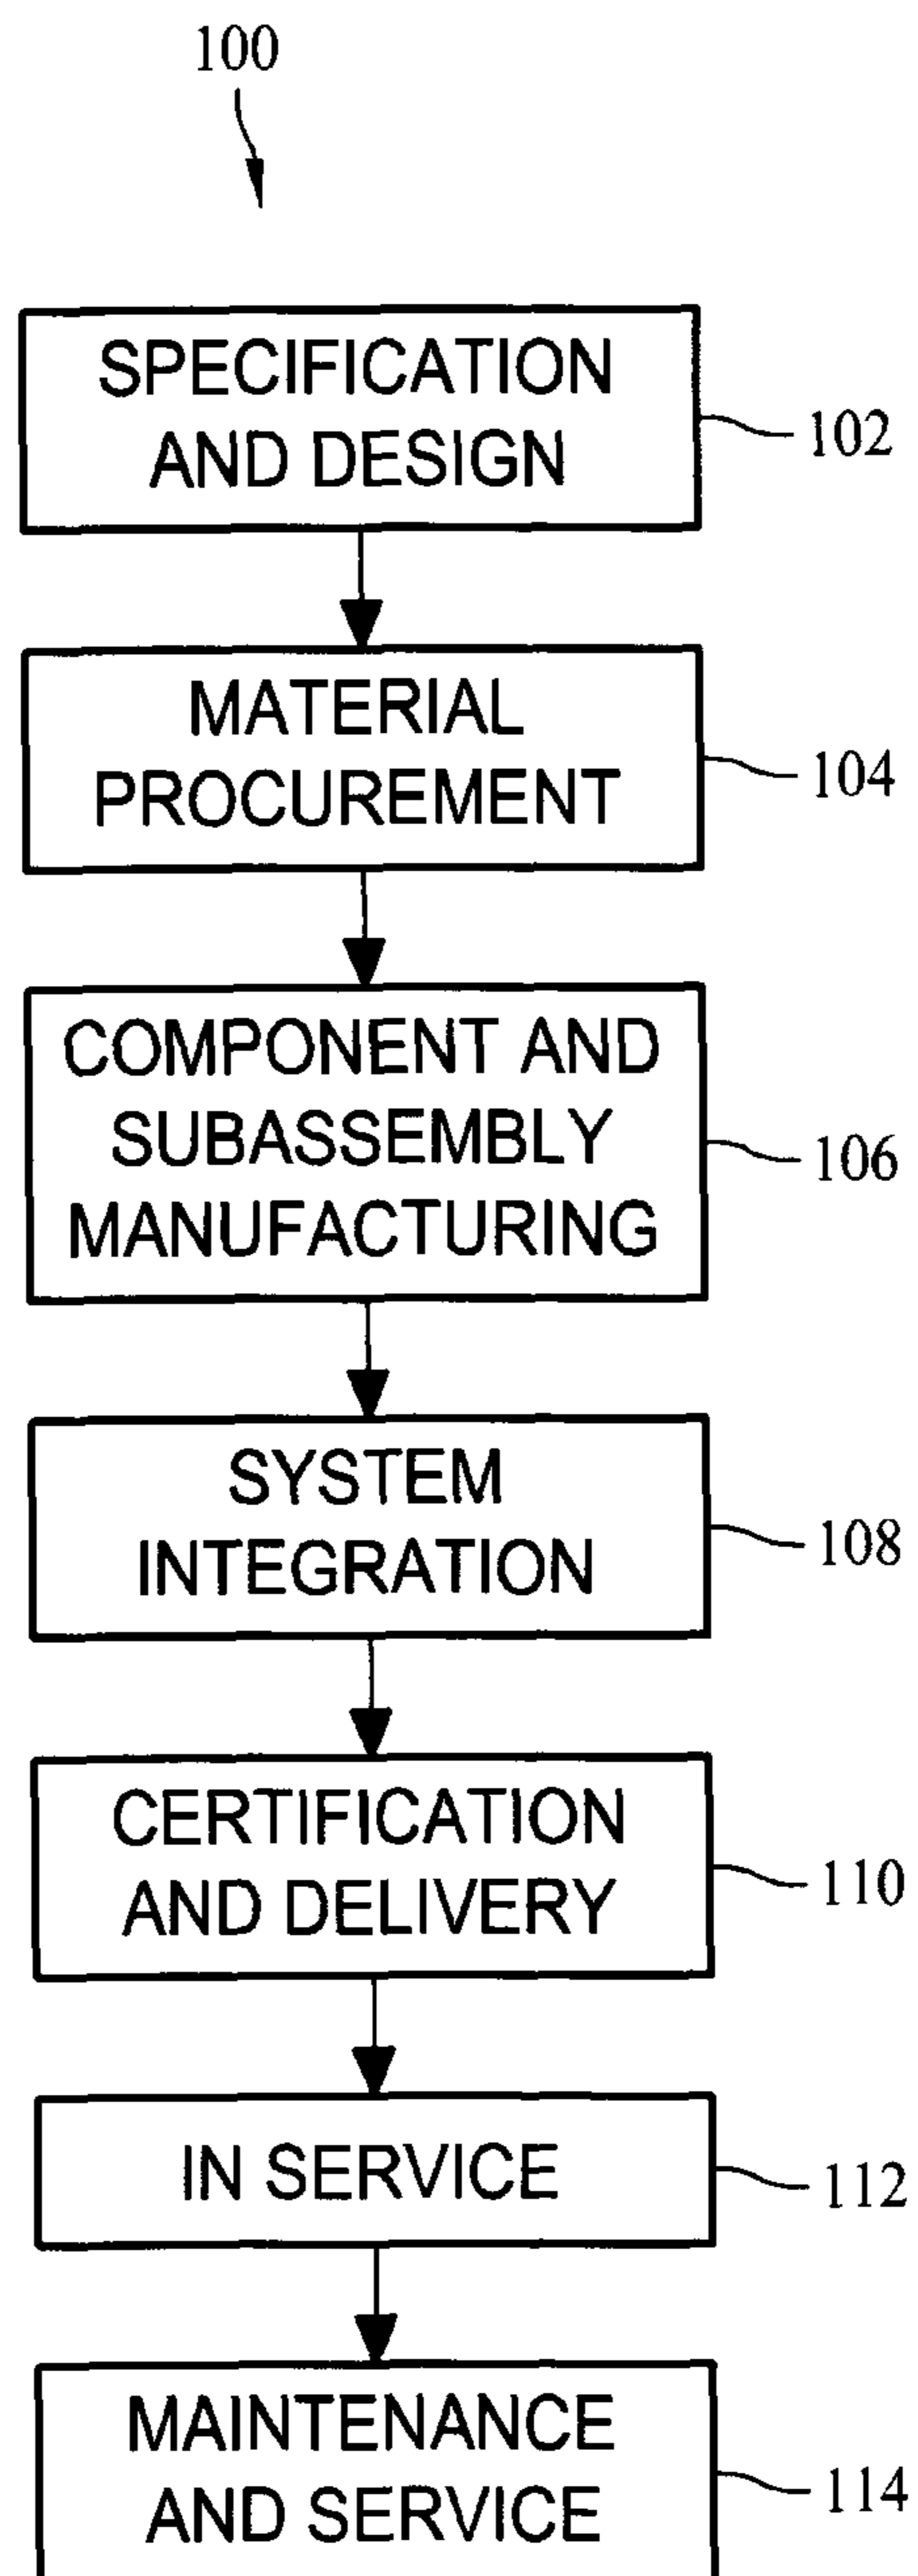 100
SPECIFICATION
AND DESIGN
102
MATERIAL
PROCUREMENT
104
COMPONENT AND
SUBASSEMBLY
MANUFACTURING
106
SYSTEM
INTEGRATION
108
CERTIFICATION
AND DELIVERY
110
IN SERVICE
112
MAINTENANCE
AND SERVICE
114